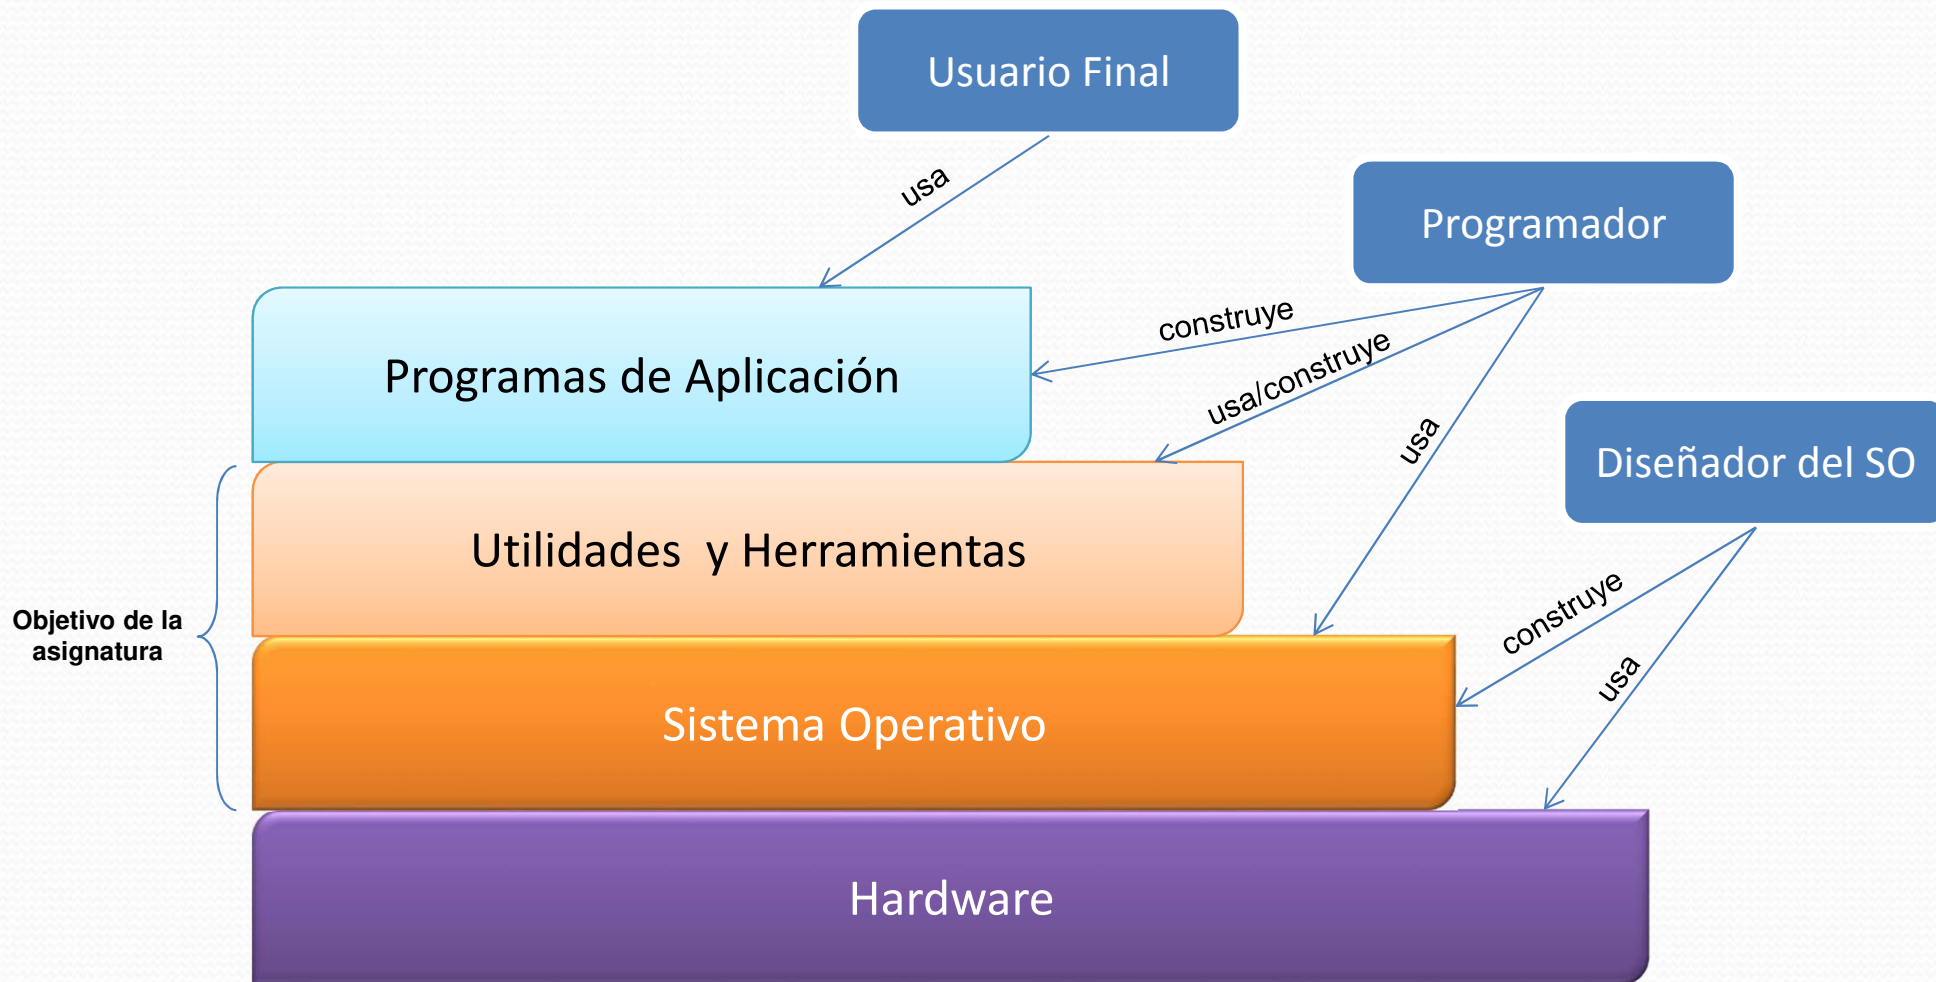 Usuario Final
usa
Programador
construye
Programas de Aplicación
usa/construye
usa
Diseñador del SO
Utilidades y Herramientas
construye
Objetivo de la
asignatura
usa
Sistema Operativo
Hardware